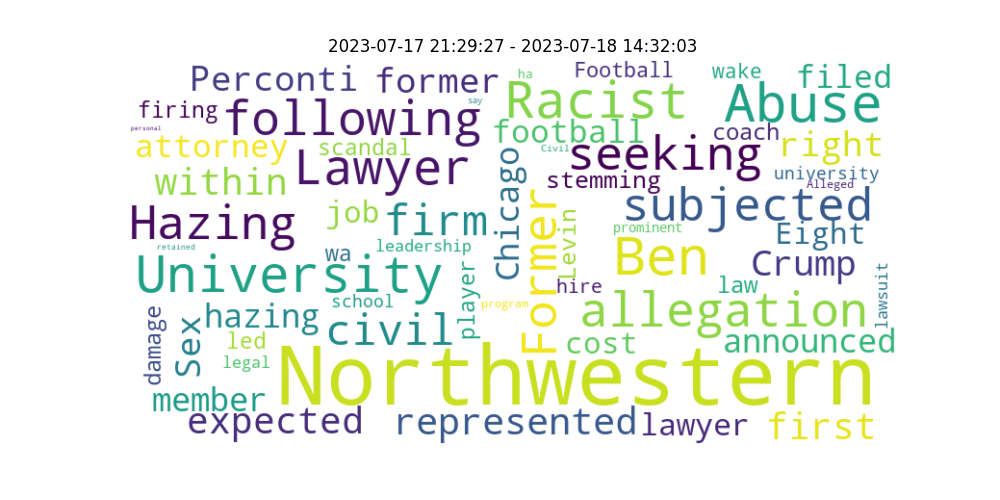 2023-07-17 21:29:27 - 2023-07-18 14:32:03
Perconti
former
ha
Football
wake
filed
firing
following
say
Racist
Abuse
personal
attorney
scandal
football
Civil
seeking
coach
right
within
Lawyer
Chicago
stemming
university
Alleged
Hazing
job
firm
Former
Levin
subjected
prominent
Eight
retained
wa
leadership
Ben
Crump
University
school
player
program
hire
law
lawsuit
damage
Sex
hazing
civil
allegation
led
legal
cost
announced
Northwestern
member
expected
represented
lawyer
first